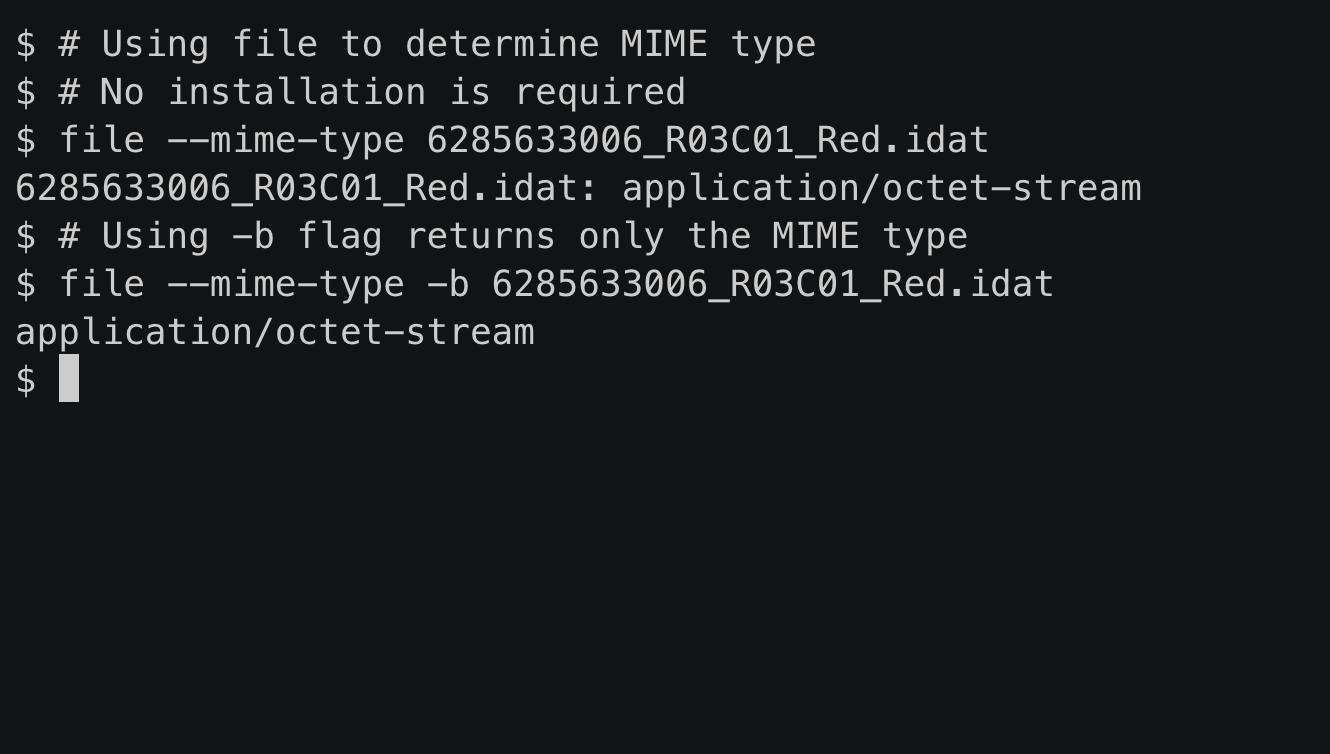 $ # Using file to determine MIME type
$ # No installation is required
$ file --mime-type 6285633006_R03C01_Red.idat
6285633006_R03C01_Red.idat: application/octet-stream
$ # Using -b flag returns only the MIME type
$ file --mime-type -b 6285633006_R03C01_Red.idat
application/octet-stream
$